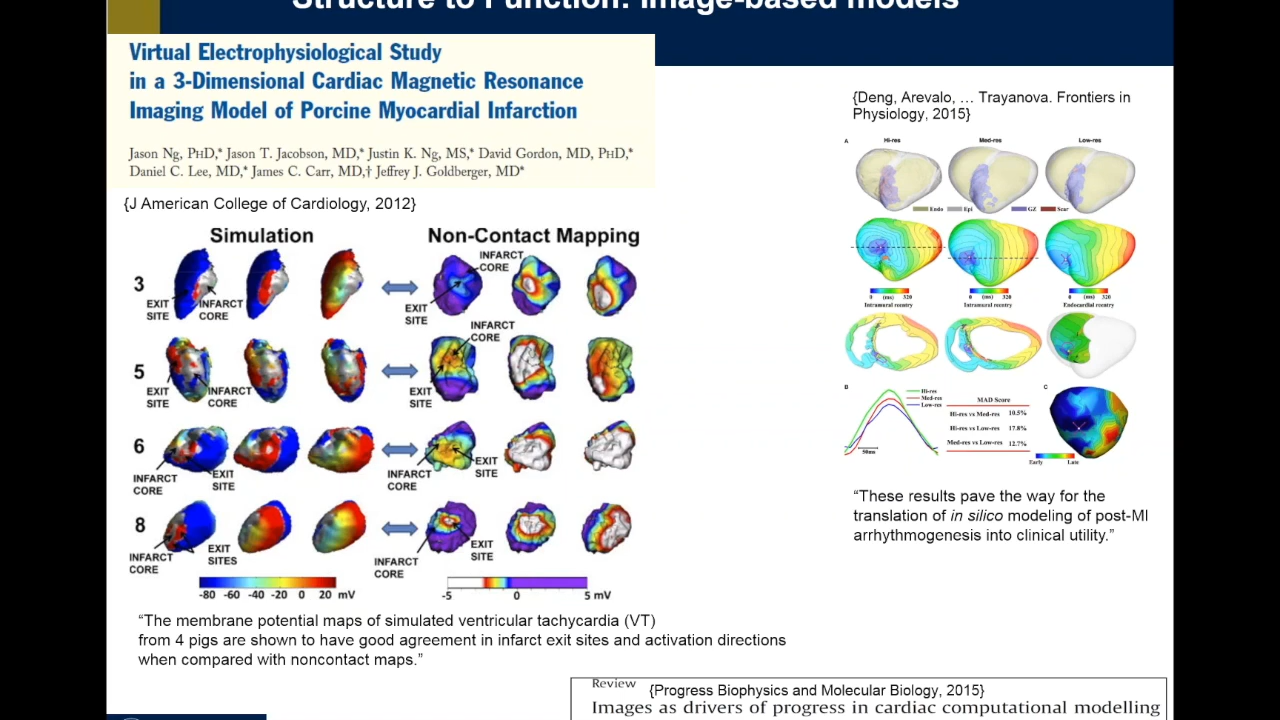 Structure to Function: Image-based models
Virtual Electrophysiological Study
in a 3-Dimensional Cardiac Magnetic Resonance
Imaging Model of Porcine Myocardial Infarction
Jason Ng, PHD,* Jason T. Jacobson, MD,* Justin K. Ng, MS,* David Gordon, MD, PHD,*
Daniel C. Lee, MD,* James C. Carr, MD,† Jeffrey J. Goldberger, MD*
{J American College of Cardiology, 2012}
Simulation
Non-Contact Mapping
3
EXIT
SITE
INFARCT
CORE
INFARCT
CORE
EXIT
SITE
5
EXIT
SITE
INFARCT
CORE
INFARCT
CORE
EXIT
SITE
6
INFARCT
CORE
EXIT
SITE
INFARCT
CORE
EXIT
SITE
8
INFARCT
CORE
EXIT
SITES
INFARCT
CORE
EXIT
SITE
-80 -60 -40 -20 0 20 mV
-5 0 5 mV
“The membrane potential maps of simulated ventricular tachycardia (VT)
from 4 pigs are shown to have good agreement in infarct exit sites and activation directions
when compared with noncontact maps.”
{Deng, Arevalo, … Trayanova. Frontiers in
Physiology, 2015}
A
Hi-res Med-res Low-res
Endo Epi GZ Scar
0 (ms) 320 0 (ms) 320 0 (ms) 320
Intramural reentry Intramural reentry Endocardial reentry
B
Hi-res
Med-res
Low-res
50ms
MAD Score
Hi-res vs Med-res 10.5%
Hi-res vs Low-res 17.8%
Med-res vs Low-res 12.7%
C
Early Late
“These results pave the way for the
translation of in silico modeling of post-MI
arrhythmogenesis into clinical utility.”
Review
{Progress Biophysics and Molecular Biology, 2015}
Images as drivers of progress in cardiac computational modelling